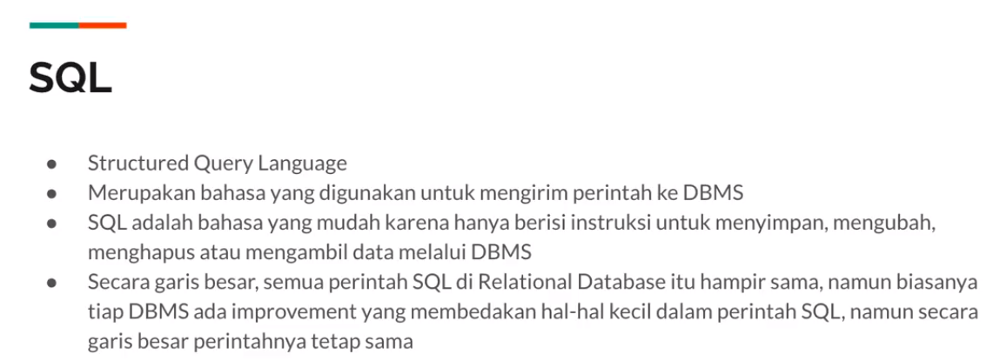 SQL
● Structured Query Language
● Merupakan bahasa yang digunakan untuk mengirim perintah ke DBMS
● SQL adalah bahasa yang mudah karena hanya berisi instruksi untuk menyimpan, mengubah,
menghapus atau mengambil data melalui DBMS
● Secara garis besar, semua perintah SQL di Relational Database itu hampir sama, namun biasanya
tiap DBMS ada improvement yang membedakan hal-hal kecil dalam perintah SQL, namun secara
garis besar perintahnya tetap sama